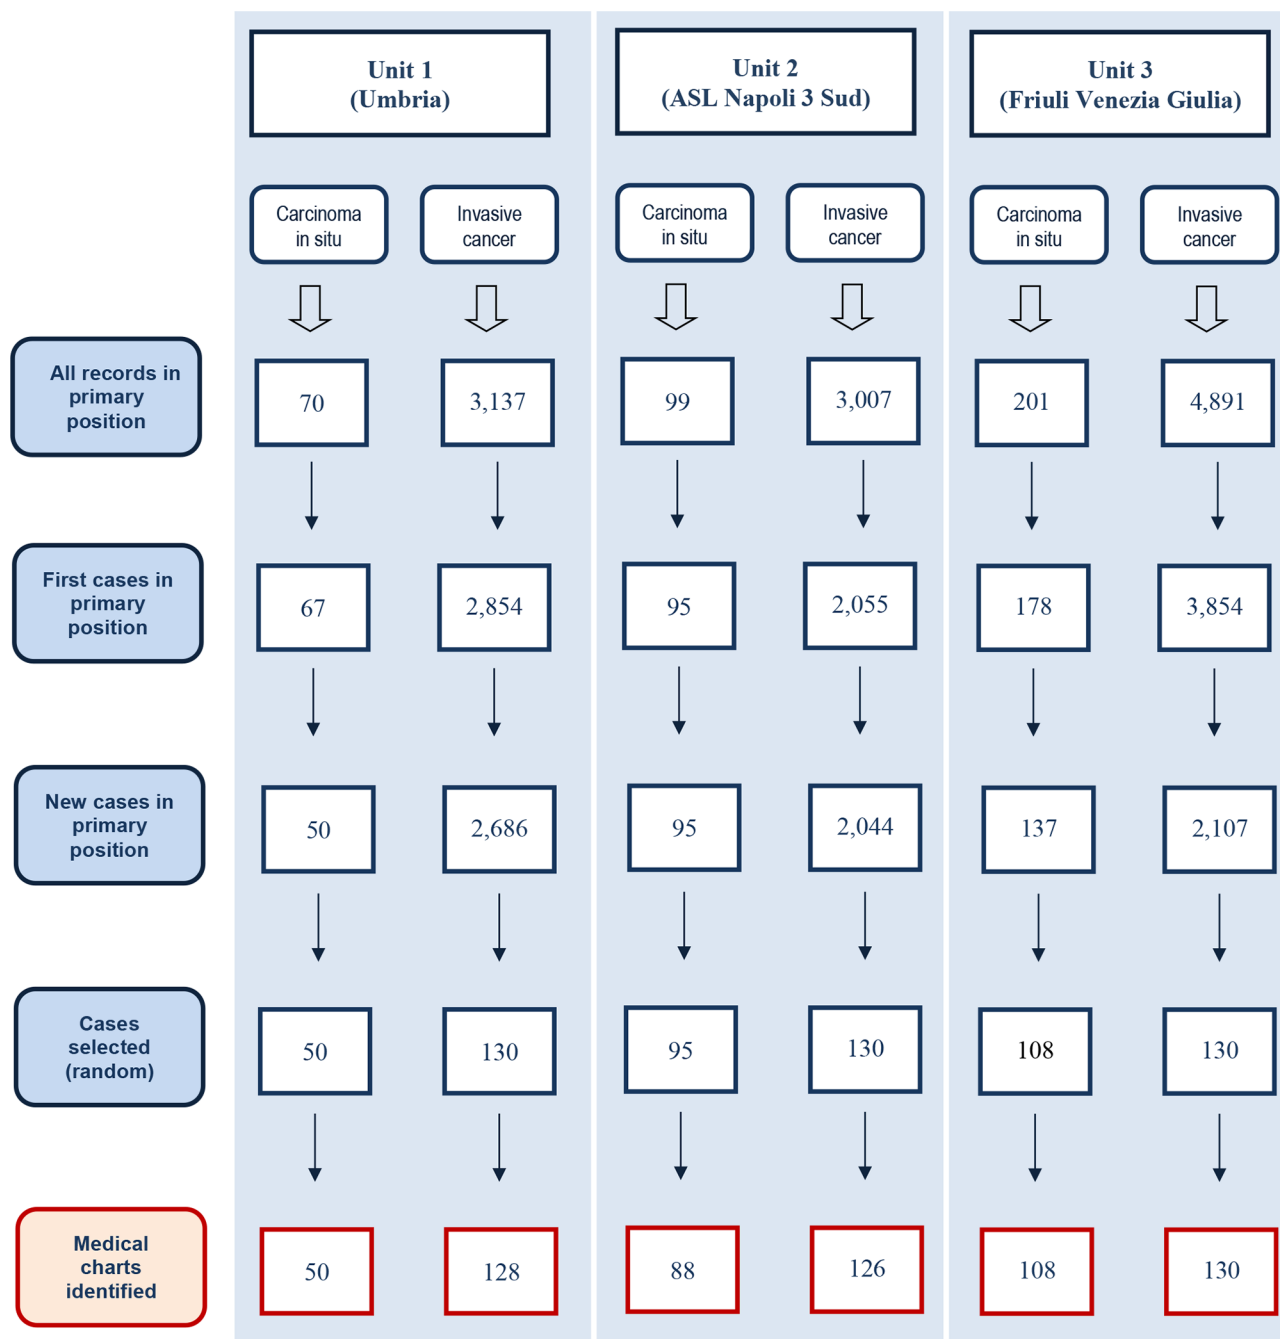 Unit 1
(Umbria)
Unit 2
(ASL Napoli 3 Sud)
Unit 3
(Friuli Venezia Giulia)
Carcinoma
in situ
Invasive
cancer
Carcinoma
in situ
Invasive
cancer
Carcinoma
in situ
Invasive
cancer
All records in
primary
position
70
3,137
99
3,007
201
4,891
First cases in
primary
position
67
2,854
95
2,055
178
3,854
New cases in
primary
position
50
2,686
95
2,044
137
2,107
Cases
selected
(random)
50
130
95
130
108
130
Medical
charts
identified
50
128
88
126
108
130